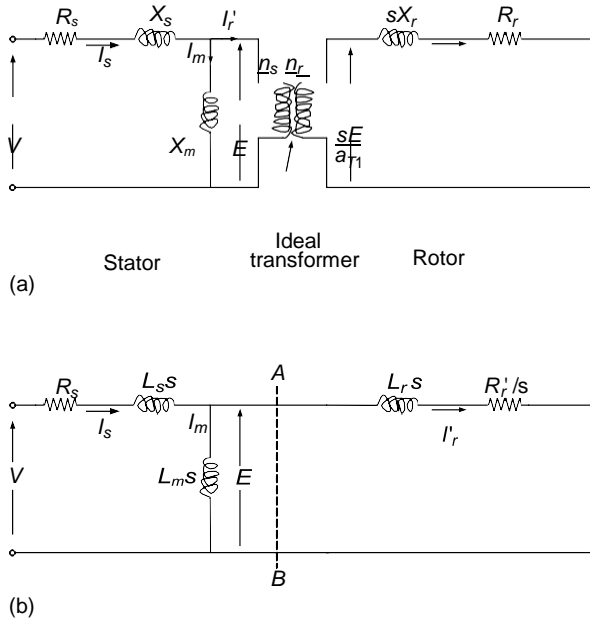 Rₛ Xₛ Iᵣ' sXᵣ Rᵣ
Iₛ Iₘ nₛ nᵣ
V Xₘ E sE
aT1
Stator Ideal transformer Rotor
(a)
Rₛ Lₛs A Lᵣs Rᵣ'/s
Iₛ Iₘ I'ᵣ
V Lₘs E
B
(b)